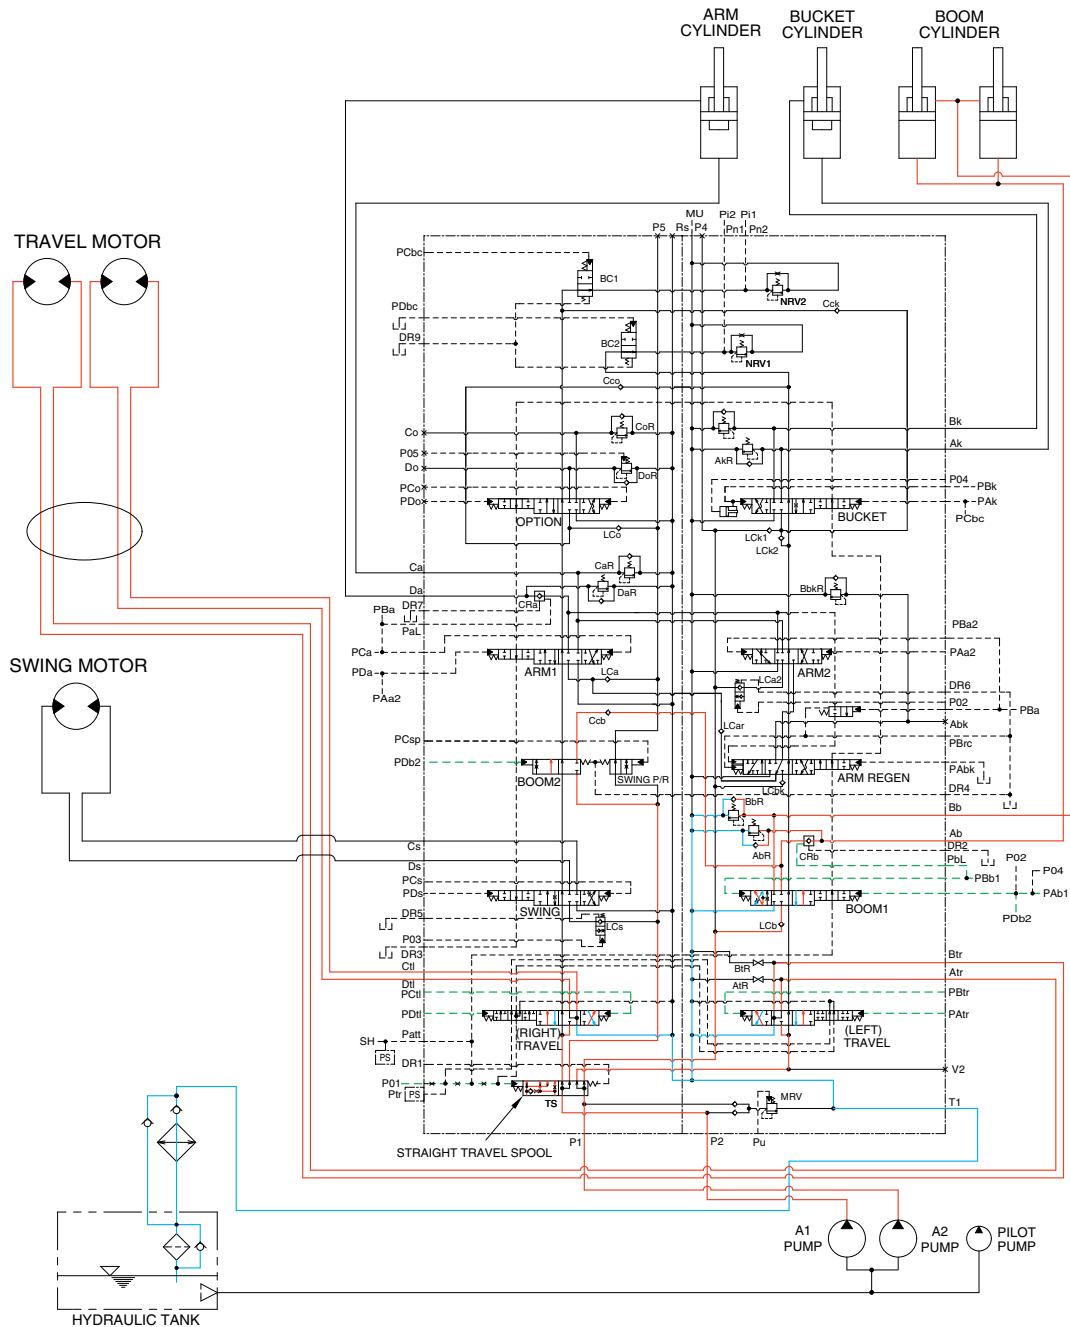 ARM
CYLINDER
BUCKET
CYLINDER
BOOM
CYLINDER
TRAVEL MOTOR
SWING MOTOR
P5
Rs
MU
P4
Pi2
Pn1
Pi1
Pn2
PCbc
BC1
NRV2
Cck
PDbc
DR9
BC2
NRV1
Cco
Co
CoR
P05
Do
DoR
PCo
PDo
OPTION
LCo
Bk
Ak
AkR
P04
PBk
PAk
PCbc
BUCKET
LCk1
LCk2
Ca
CaR
Da
DaR
CRa
DR7
PBa
PaL
PCa
PDa
PAa2
ARM1
LCa
BbkR
PBa2
PAa2
ARM2
LCa2
DR6
P02
PBa
Abk
LCar
PBrc
PAbk
ARM REGEN
LCbk
DR4
Ccb
PCsp
PDb2
BOOM2
SWING P/R
BbR
Bb
AbR
Ab
CRb
DR2
PbL
P02
P04
PBb1
PAb1
PDb2
BOOM1
LCb
Cs
Ds
PCs
PDs
SWING
DR5
P03
DR3
LCs
Ctl
Dtl
PCtl
PDtl
(RIGHT)
TRAVEL
BtR
AtR
Btr
Atr
PBtr
PAtr
(LEFT)
TRAVEL
Patt
SH
PS
DR1
P01
Ptr
PS
TS
STRAIGHT TRAVEL SPOOL
V2
MRV
T1
P1
P2
Pu
A1
PUMP
A2
PUMP
PILOT
PUMP
HYDRAULIC TANK